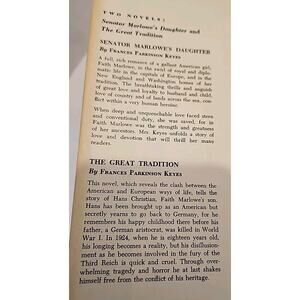 TWO NOVELS:
Senator Marlowe's Daughter and
The Great Tradition
SENATOR MARLOWE'S DAUGHTER
By FRANCES PARKINSON KEYES
A full, rich romance of a gallant American girl,
Faith Marlowe, in the swirl of royal and diplo-
matic life in the capitals of Europe, and in the
New England and Washington homes of her
tradition. The breathtaking thrills and anguish
of great love and loyalty to husband and child,
love of country and of lands across the sea, con-
flict within a very human heroine.
When deep and unquenchable love faced stern
and conventional duty, she was saved, for in
Faith Marlowe was the strength and greatness
of her ancestors. Mrs. Keyes unfolds a story of
love and devotion that will thrill her many
readers.
THE GREAT TRADITION
By FRANCES PARKINSON KEYES
This novel, which reveals the clash between the
American and European ways of life, tells the
story of Hans Christian, Faith Marlowe's son.
Hans has been brought up as an American but
secretly yearns to go back to Germany, for he
remembers his happy childhood there before his
father, a German aristocrat, was killed in World
War I. In 1924, when he is eighteen years old,
his longing becomes a reality, but his disillusion-
ment as he becomes involved in the fury of the
Third Reich is quick and cruel. Through over-
whelming tragedy and horror he at last shakes
himself free from the conflict of his heritage.